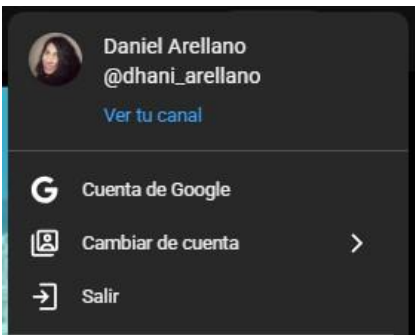 Daniel Arellano
@dhani_arellano
Ver tu canal
Cuenta de Google
Cambiar de cuenta
Salir